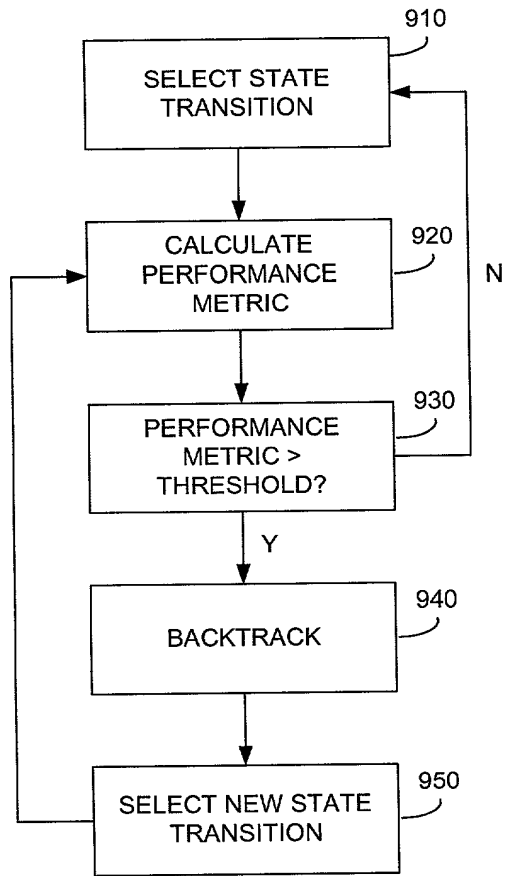 910
SELECT STATE
TRANSITION
920
CALCULATE
PERFORMANCE
METRIC
N
930
PERFORMANCE
METRIC >
THRESHOLD?
Y
940
BACKTRACK
950
SELECT NEW STATE
TRANSITION